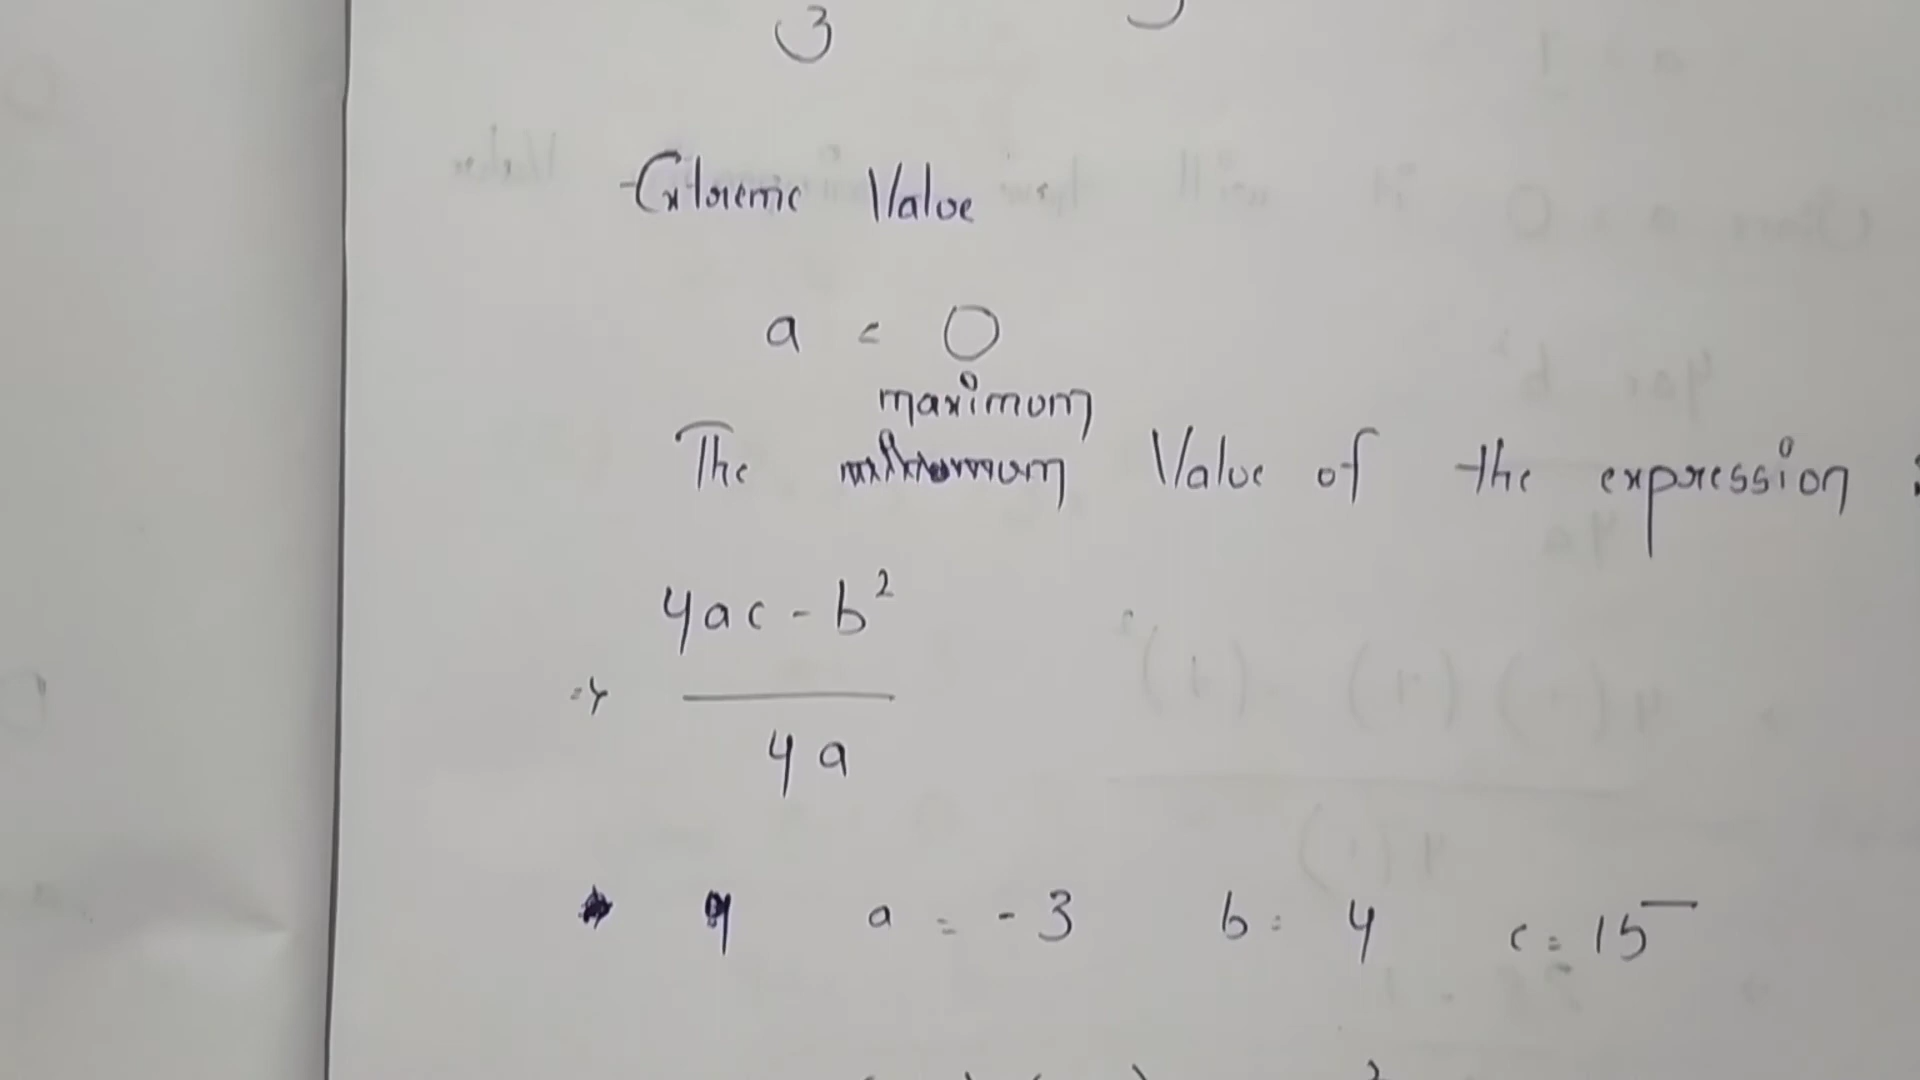 3
Extreme Value
a < 0
maximum
The Value of the expression
4ac - b²
=>
4a
a = -3 b = 4 c = 15